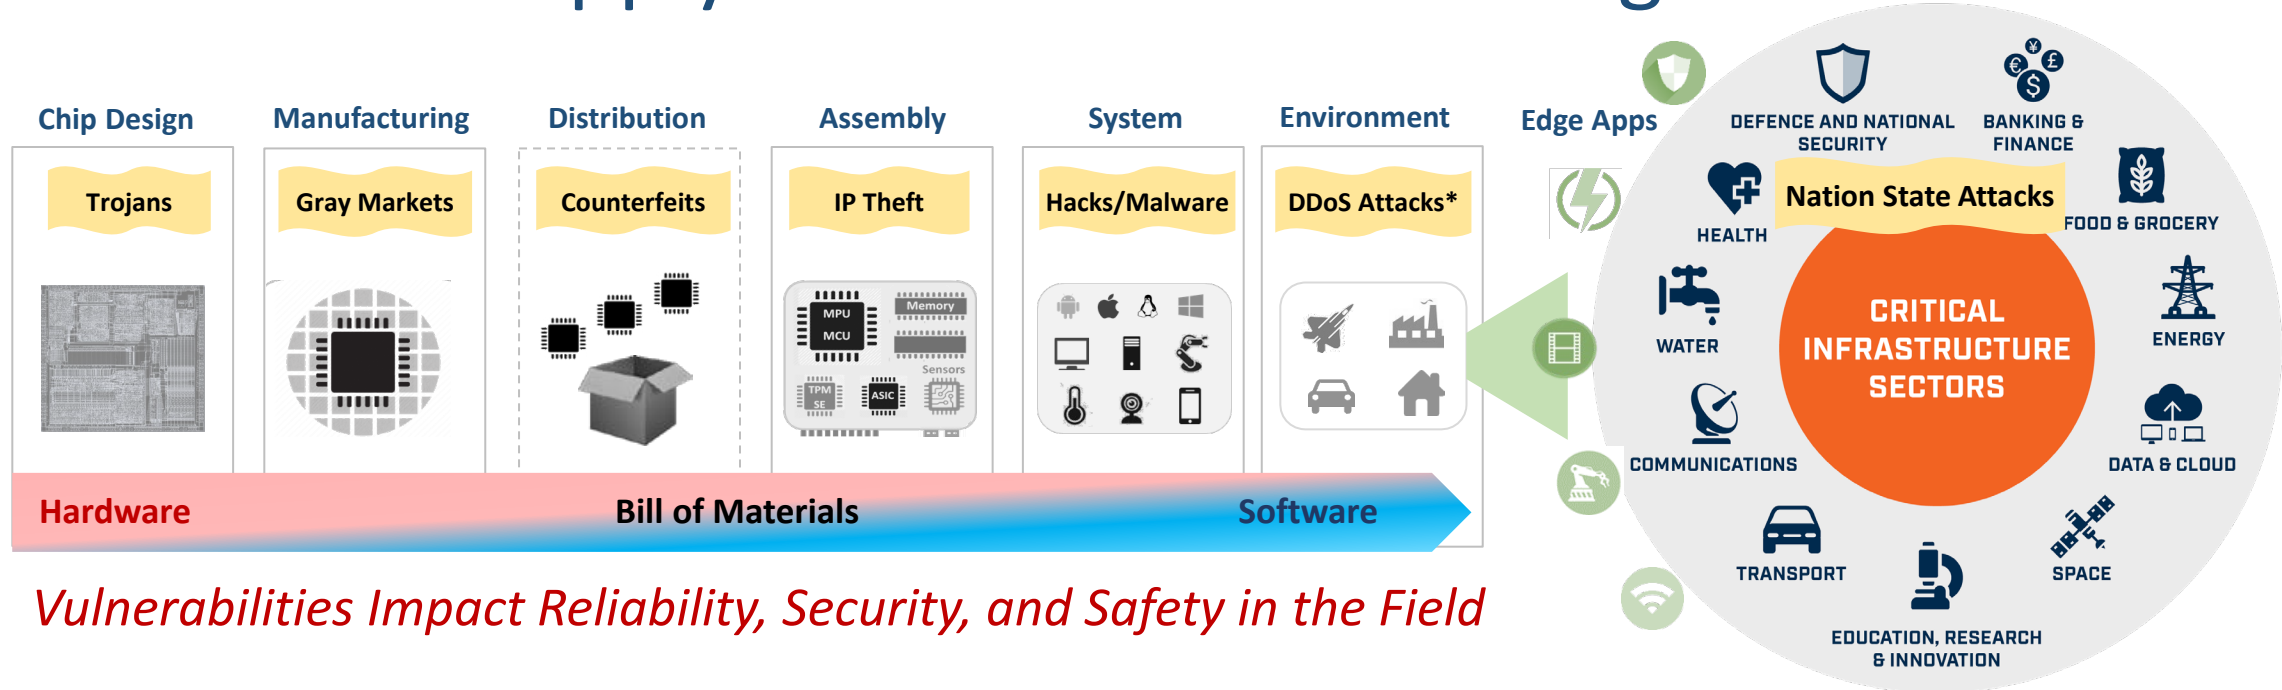 Chip Design
Manufacturing
Distribution
Assembly
System
Environment
Edge Apps
Trojans
Gray Markets
Counterfeits
IP Theft
Hacks/Malware
DDoS Attacks*
MPU
MCU
Memory
Sensors
TPM
SE
ASIC
Hardware
Bill of Materials
Software
Vulnerabilities Impact Reliability, Security, and Safety in the Field
DEFENCE AND NATIONAL
SECURITY
BANKING &
FINANCE
Nation State Attacks
HEALTH
FOOD & GROCERY
WATER
CRITICAL
INFRASTRUCTURE
SECTORS
ENERGY
COMMUNICATIONS
DATA & CLOUD
TRANSPORT
SPACE
EDUCATION, RESEARCH
& INNOVATION